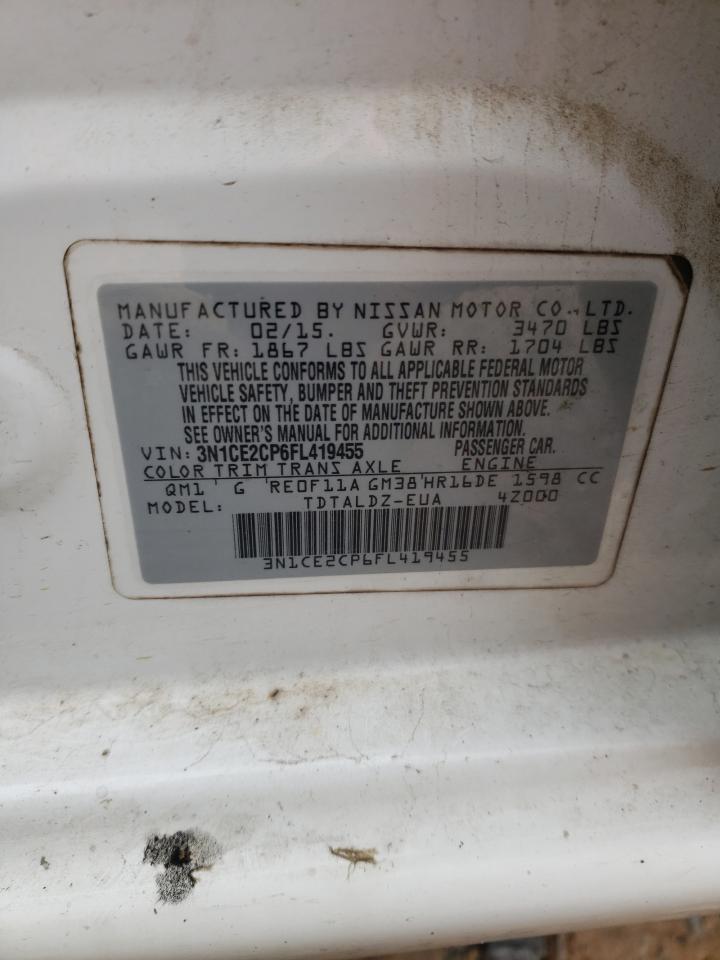 MANUFACTURED BY NISSAN MOTOR CO., LTD.
DATE: 02/15. GVWR: 3470 LBS
GAWR FR: 1867 LBS GAWR RR: 1704 LBS
THIS VEHICLE CONFORMS TO ALL APPLICABLE FEDERAL MOTOR
VEHICLE SAFETY, BUMPER AND THEFT PREVENTION STANDARDS
IN EFFECT ON THE DATE OF MANUFACTURE SHOWN ABOVE.
SEE OWNER'S MANUAL FOR ADDITIONAL INFORMATION.
VIN: 3N1CE2CP6FL419455 PASSENGER CAR.
COLOR TRIM TRANS AXLE ENGINE
QM1 G RE0F11A GM38 HR16DE 1598 CC
MODEL: TDTALDZ-EUA 4Z000
3N1CE2CP6FL419455